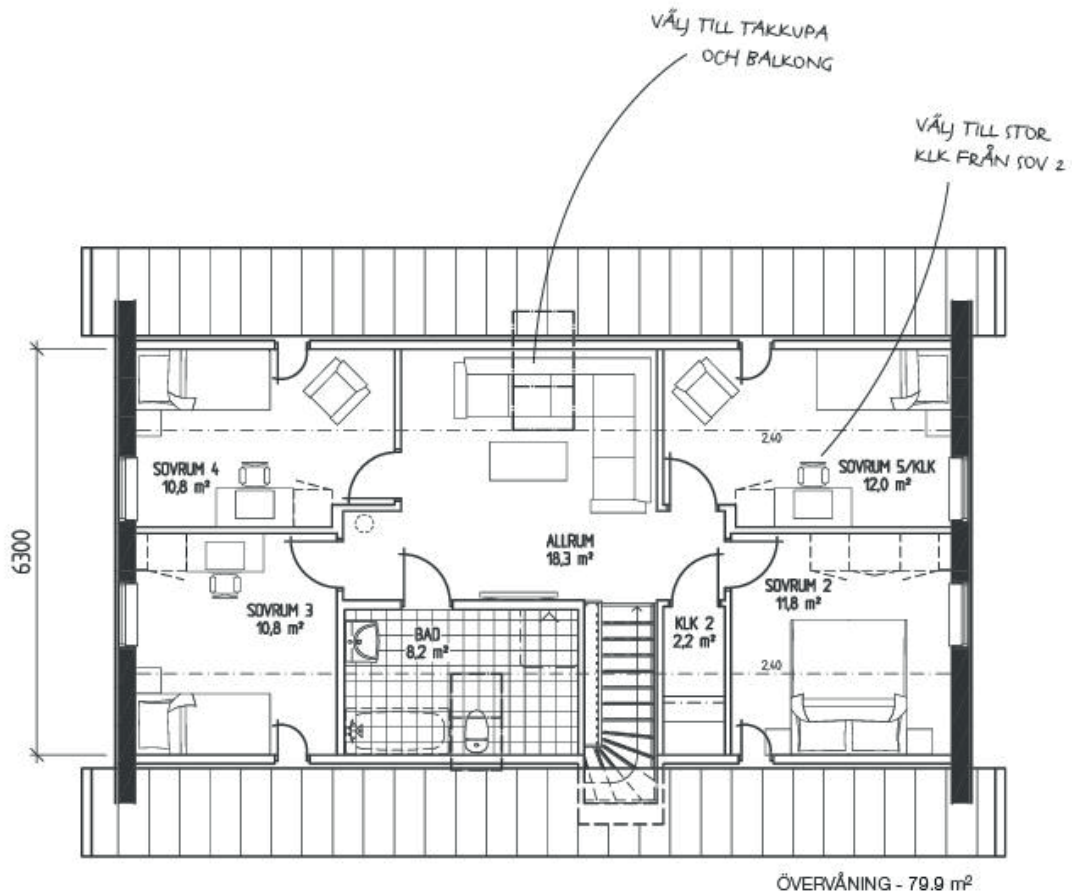 VÄLJ TILL TAKKUPA
OCH BALKONG
VÄLJ TILL STOR
KLK FRÅN SOV 2
6300
SOVRUM 4
10,8 m²
2.40
SOVRUM 5/KLK
12,0 m²
ALLRUM
18,3 m²
SOVRUM 3
10,8 m²
BAD
8,2 m²
KLK 2
2,2 m²
SOVRUM 2
11,8 m²
2.40
ÖVERVÅNING - 79.9 m²